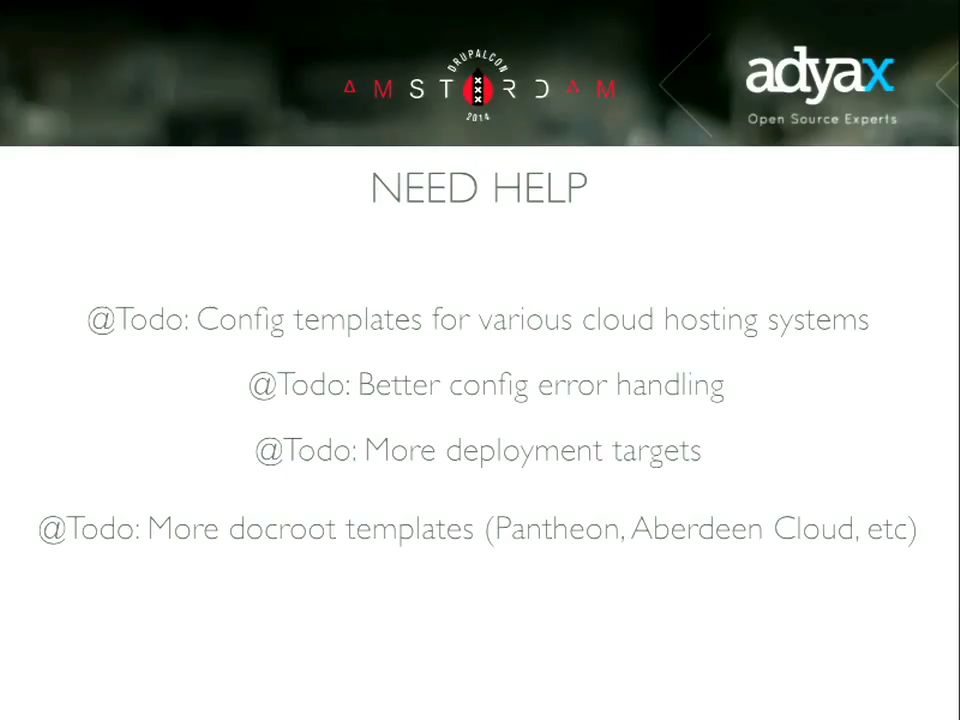 DRUPALCON
AMSTERDAM
2014
adyax
Open Source Experts
NEED HELP
@Todo: Config templates for various cloud hosting systems
@Todo: Better config error handling
@Todo: More deployment targets
@Todo: More docroot templates (Pantheon, Aberdeen Cloud, etc)